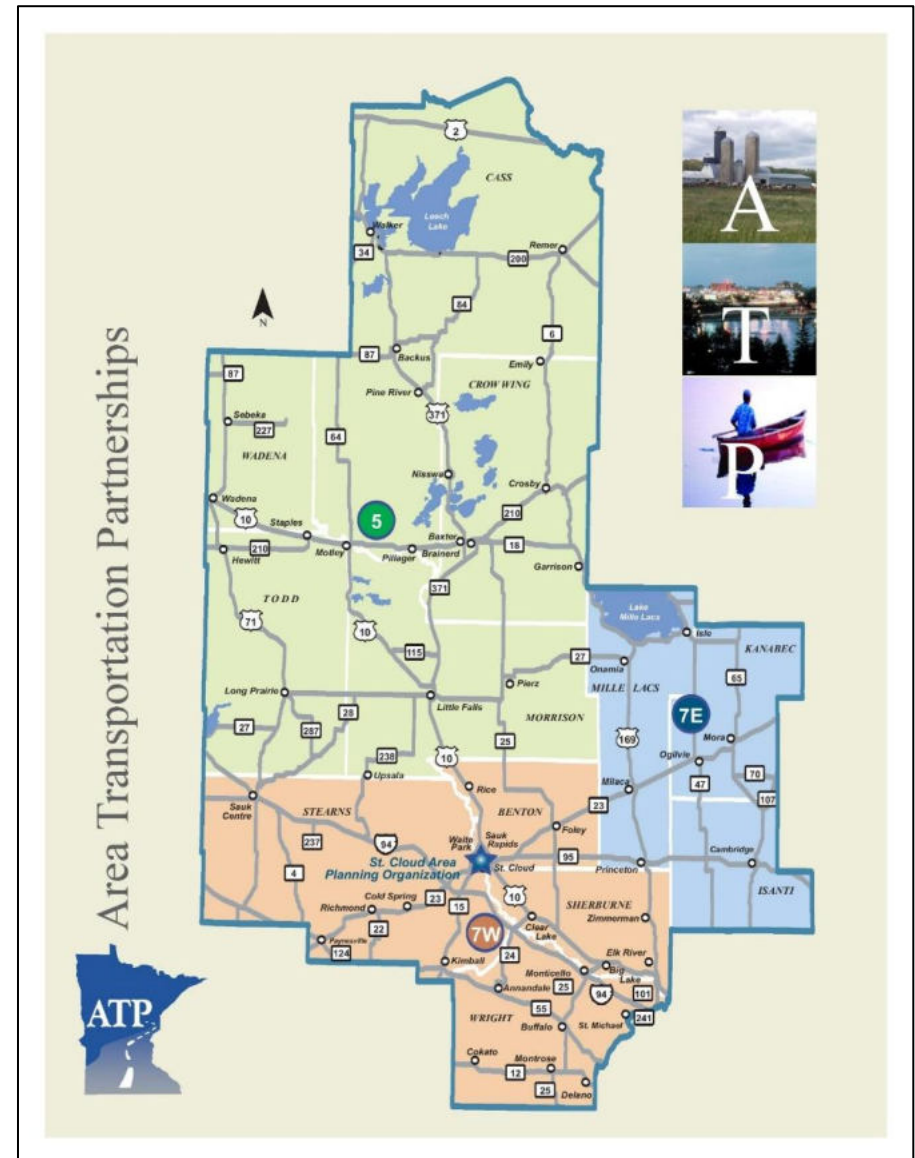 Area Transportation Partnerships
A
T
P
2
CASS
Leech
Lake
Walker
34
Remer
200
84
6
N
87
Backus
Emily
87
CROW WING
Pine River
371
Sebeka
227
64
WADENA
Nisswa
Crosby
Wadena
5
210
10
Staples
Baxter
210
Motley
Pillager
Brainerd
18
Hewitt
Garrison
371
TODD
Lake
Mille Lacs
71
10
Isle
115
27
KANABEC
Onamia
65
Pierz
MILLE LACS
Long Prairie
Little Falls
28
7E
27
MORRISON
287
169
Mora
25
238
10
Ogilvie
Upsala
47
70
Rice
Milaca
Sauk
Centre
STEARNS
BENTON
23
107
237
94
Waite
Park
Sauk
Rapids
Foley
St. Cloud Area
Planning Organization
St. Cloud
95
Princeton
Cambridge
4
10
ISANTI
Cold Spring
23
15
SHERBURNE
Richmond
Zimmerman
22
7W
Clear
Lake
Paynesville
124
24
Elk River
Kimball
Monticello
Big
Lake
Annandale
25
94
101
WRIGHT
55
St. Michael
241
Buffalo
Cokato
Montrose
12
25
Delano
ATP